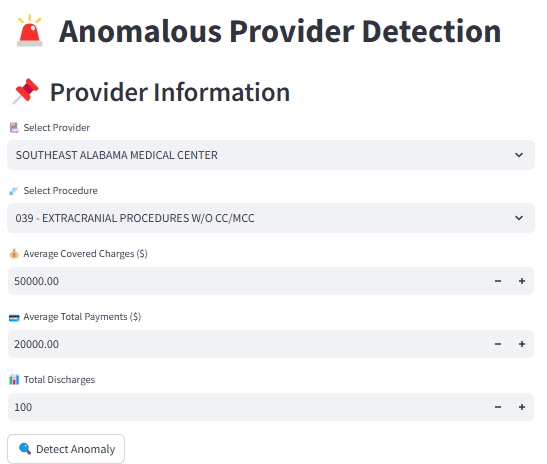 Anomalous Provider Detection
Provider Information
Select Provider
SOUTHEAST ALABAMA MEDICAL CENTER
Select Procedure
039 - EXTRACRANIAL PROCEDURES W/O CC/MCC
Average Covered Charges ($)
50000.00
Average Total Payments ($)
20000.00
Total Discharges
100
Detect Anomaly